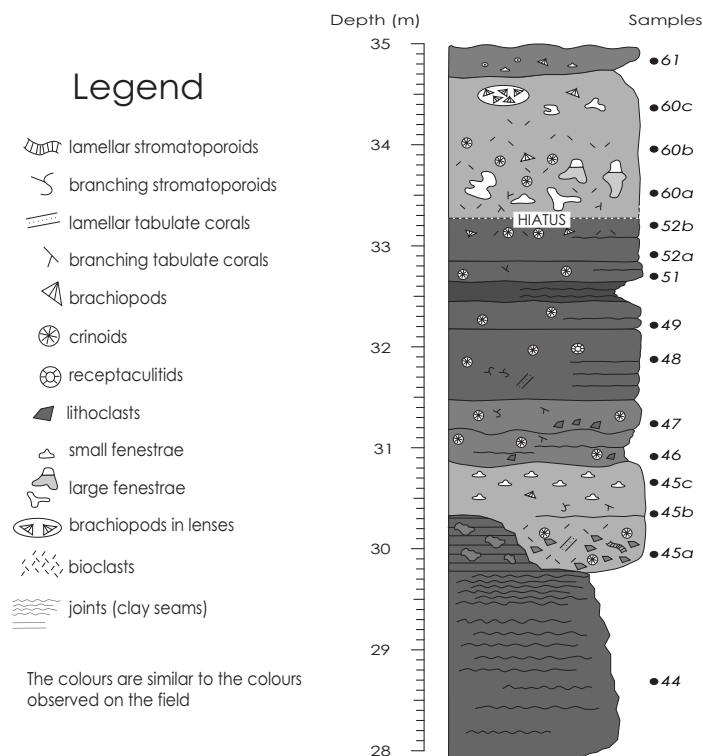 Depth (m)
Samples
Legend
lamellar stromatoporoids
branching stromatoporoids
lamellar tabulate corals
branching tabulate corals
brachiopods
crinoids
receptaculitids
lithoclasts
small fenestrae
large fenestrae
brachiopods in lenses
bioclasts
joints (clay seams)
The colours are similar to the colours
observed on the field
35
34
33
32
31
30
29
28
HIATUS
61
60c
60b
60a
52b
52a
51
49
48
47
46
45c
45b
45a
44